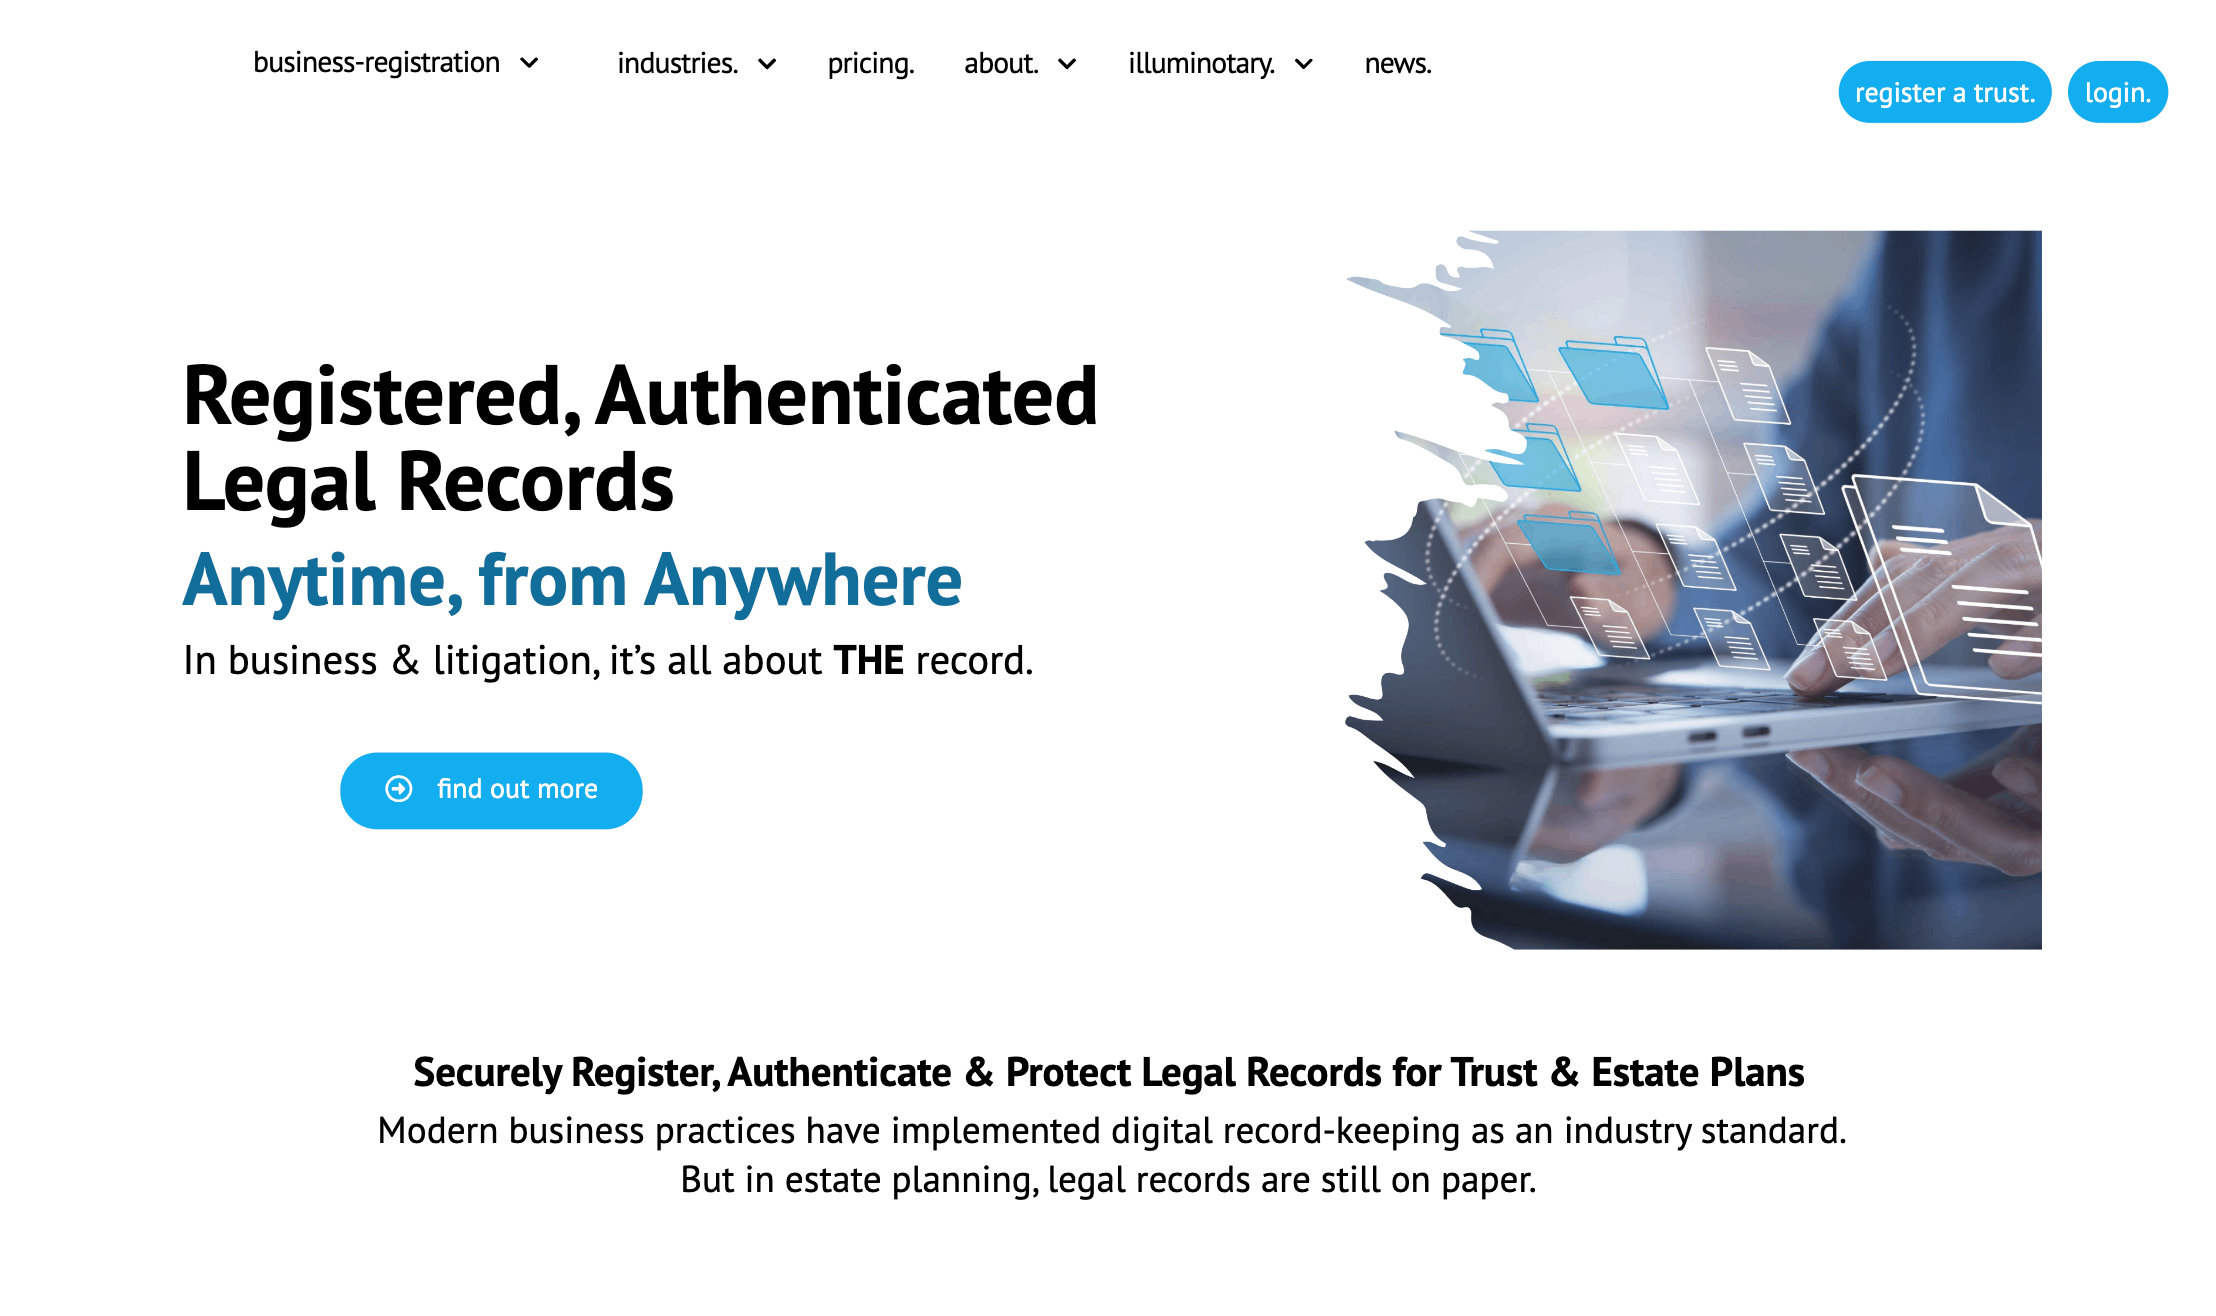 business-registration
industries.
pricing.
about.
illuminotary.
news.
register a trust.
login.
Registered, Authenticated
Legal Records
Anytime, from Anywhere
In business & litigation, it’s all about THE record.
find out more
Securely Register, Authenticate & Protect Legal Records for Trust & Estate Plans
Modern business practices have implemented digital record-keeping as an industry standard.
But in estate planning, legal records are still on paper.